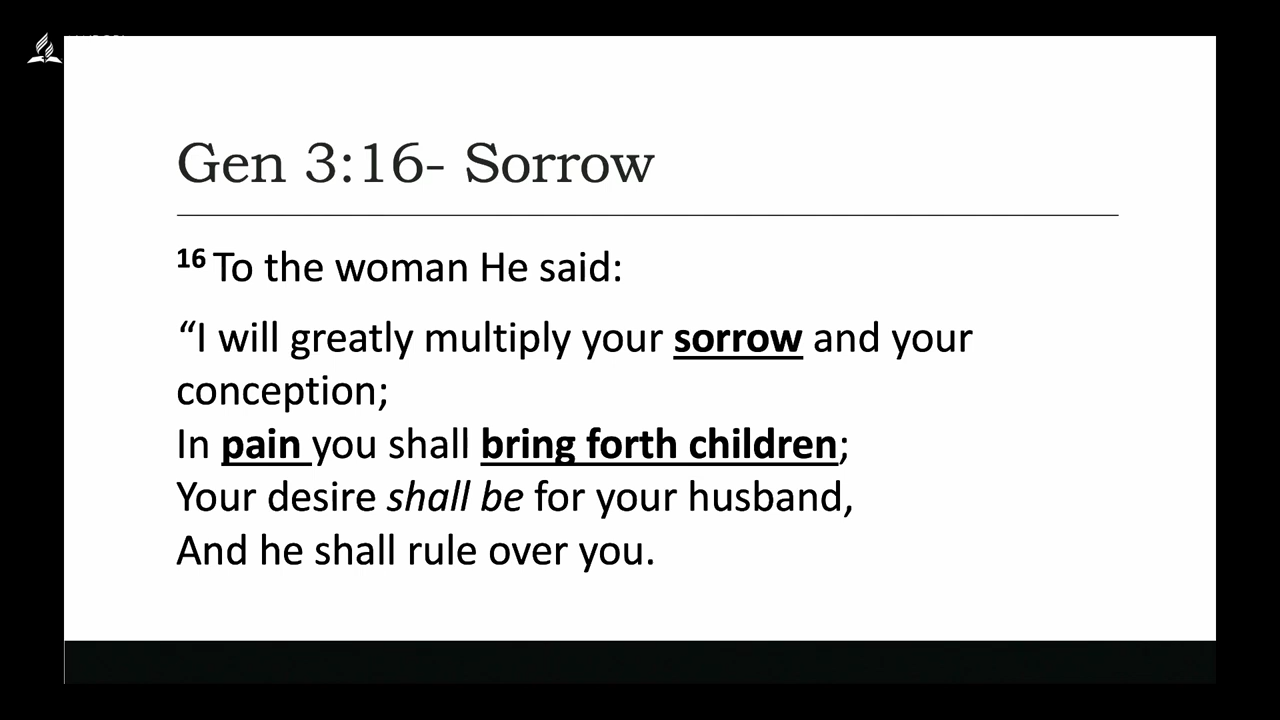 Gen 3:16- Sorrow
16 To the woman He said:
“I will greatly multiply your sorrow and your
conception;
In pain you shall bring forth children;
Your desire shall be for your husband,
And he shall rule over you.